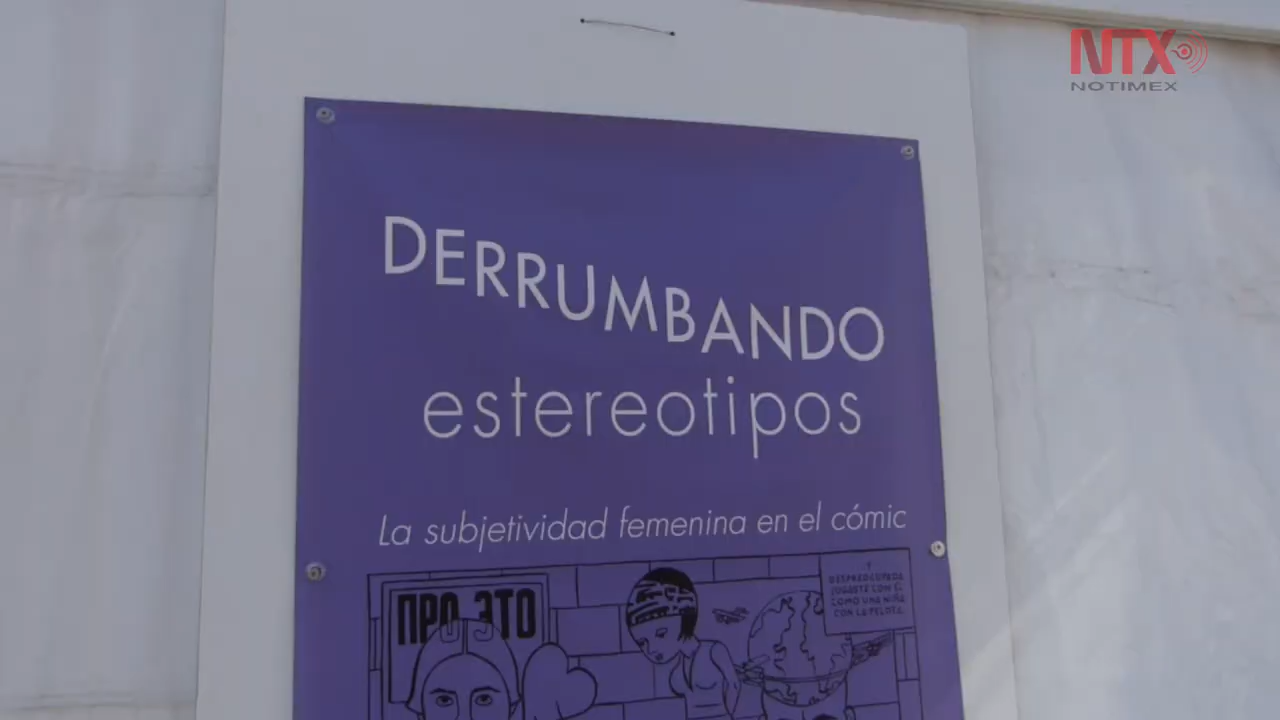 NTX
NOTIMEX
DERRUMBANDO
estereotipos
La subjetividad femenina en el cómic
ПРО ЭТО
...Y
DESPREOCUPADA
JUGASTE CON ÉL
COMO UNA NIÑA
CON LA PELOTA.